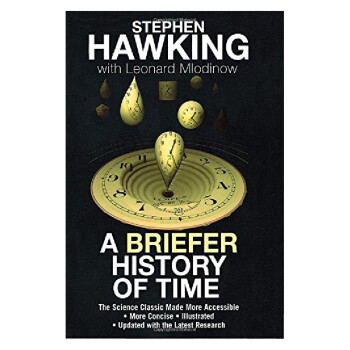 STEPHEN
HAWKING
with Leonard Mlodinow
A BRIEFER
HISTORY
OF TIME
The Science Classic Made More Accessible
• More Concise • Illustrated
• Updated with the Latest Research